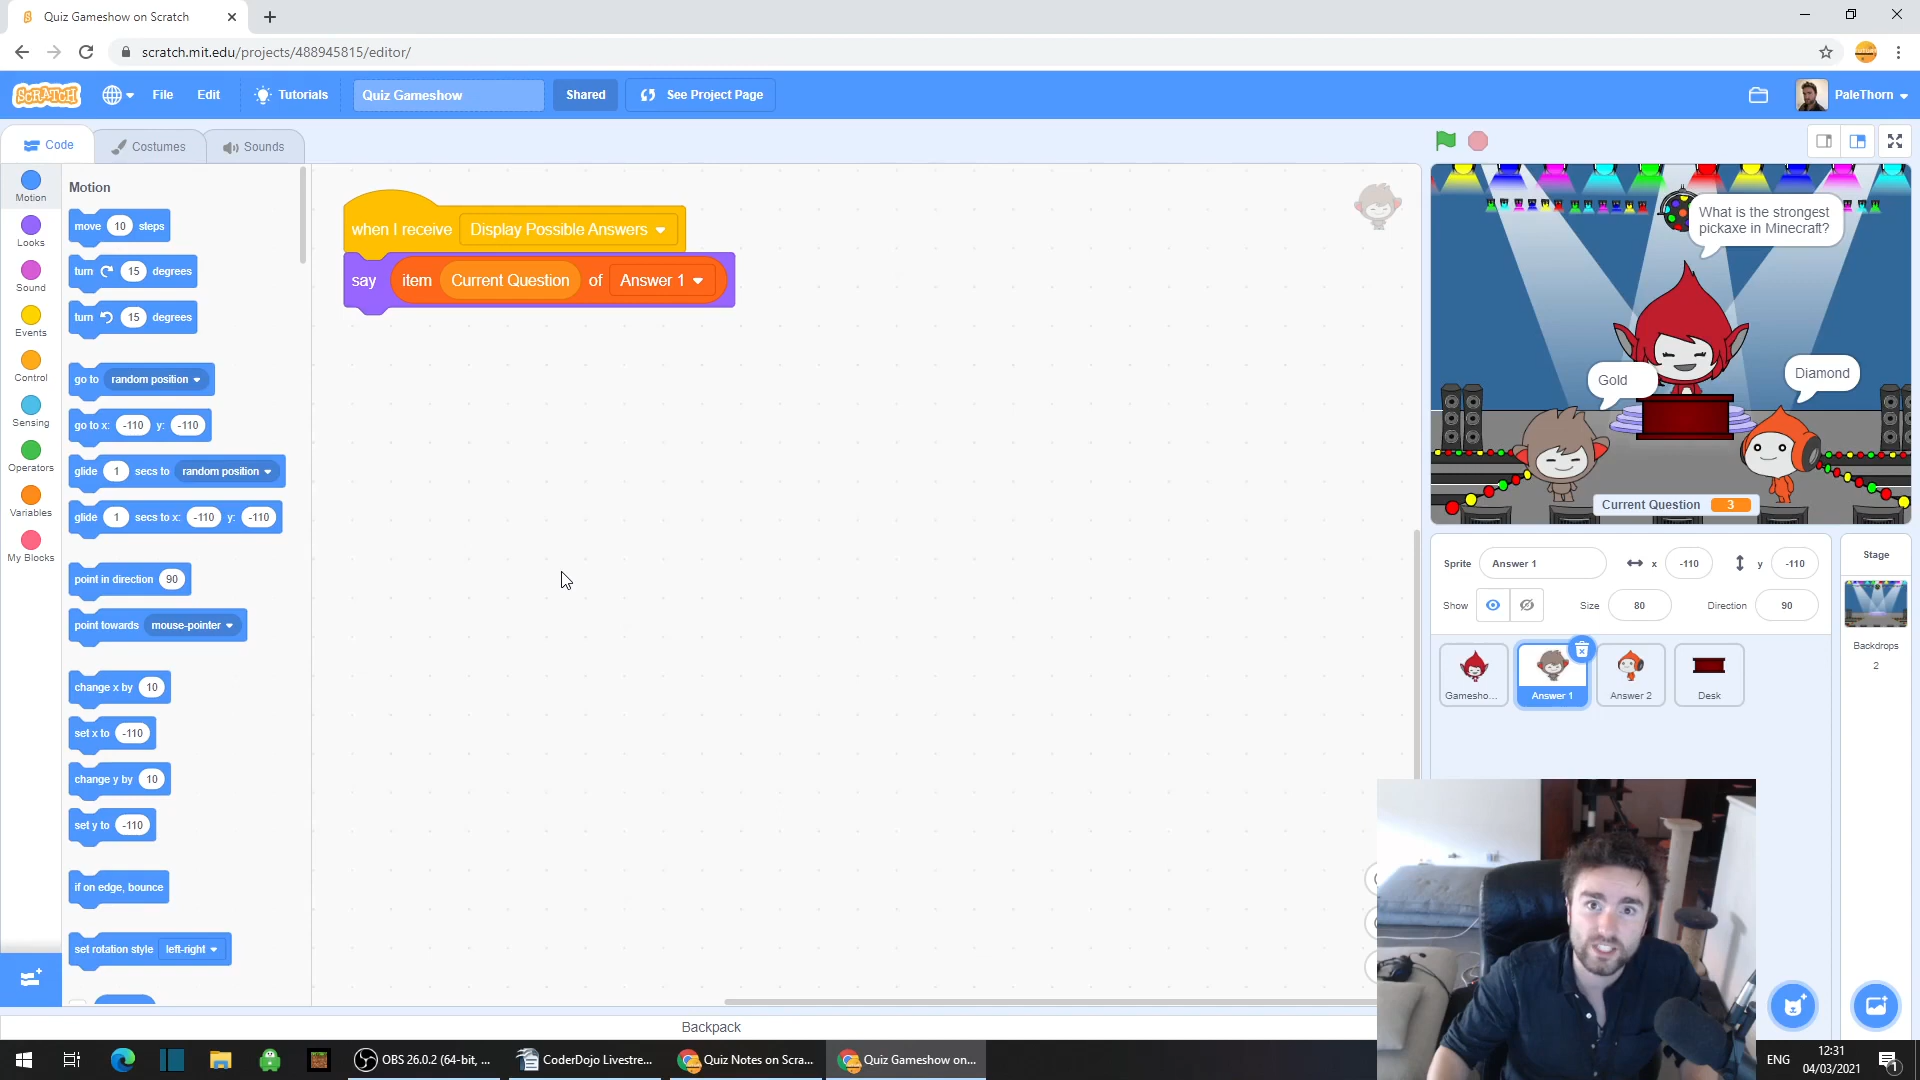 Quiz Gameshow on Scratch
scratch.mit.edu/projects/488945815/editor/
SCRATCH
File
Edit
Tutorials
Quiz Gameshow
Shared
See Project Page
PaleThorn
Code
Costumes
Sounds
Motion
Looks
Sound
Events
Control
Sensing
Operators
Variables
My Blocks
Motion
move 10 steps
turn 15 degrees
turn 15 degrees
go to random position
go to x: -110 y: -110
glide 1 secs to random position
glide 1 secs to x: -110 y: -110
point in direction 90
point towards mouse-pointer
change x by 10
set x to -110
change y by 10
set y to -110
if on edge, bounce
set rotation style left-right
when I receive Display Possible Answers
say item Current Question of Answer 1
What is the strongest
pickaxe in Minecraft?
Gold
Diamond
Current Question 3
Sprite Answer 1 x -110 y -110
Show Size 80 Direction 90
Gamesho...
Answer 1
Answer 2
Desk
Stage
Backdrops
2
Backpack
OBS 26.0.2 (64-bit, ...
CoderDojo Livestre...
Quiz Notes on Scra...
Quiz Gameshow on...
ENG
12:31
04/03/2021
1